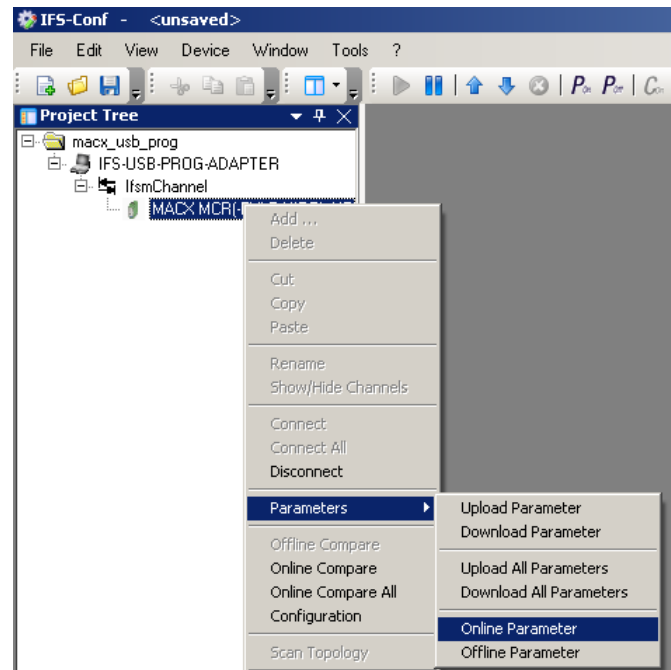 IFS-Conf - <unsaved>
File Edit View Device Window Tools ?
Pon Poff Con
Project Tree
macx_usb_prog
IFS-USB-PROG-ADAPTER
IfsmChannel
MACX MCR(-
Add ...
Delete
Cut
Copy
Paste
Rename
Show/Hide Channels
Connect
Connect All
Disconnect
Parameters
Offline Compare
Online Compare
Online Compare All
Configuration
Scan Topology
Upload Parameter
Download Parameter
Upload All Parameters
Download All Parameters
Online Parameter
Offline Parameter